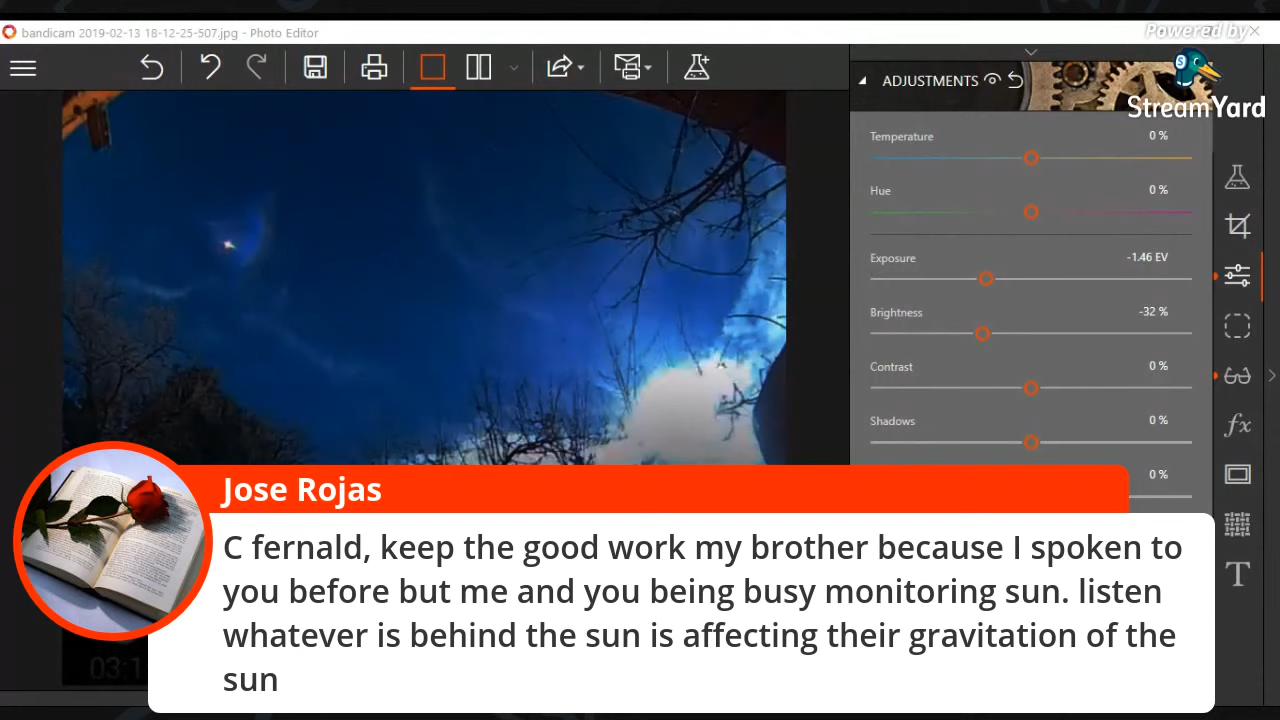 bandicam 2019-02-13 18-12-25-507.jpg - Photo Editor
Powered by
StreamYard
ADJUSTMENTS
Temperature 0 %
Hue 0 %
Exposure -1.46 EV
Brightness -32 %
Contrast 0 %
Shadows 0 %
0 %
fx
T
Jose Rojas
C fernald, keep the good work my brother because I spoken to
you before but me and you being busy monitoring sun. listen
whatever is behind the sun is affecting their gravitation of the
sun